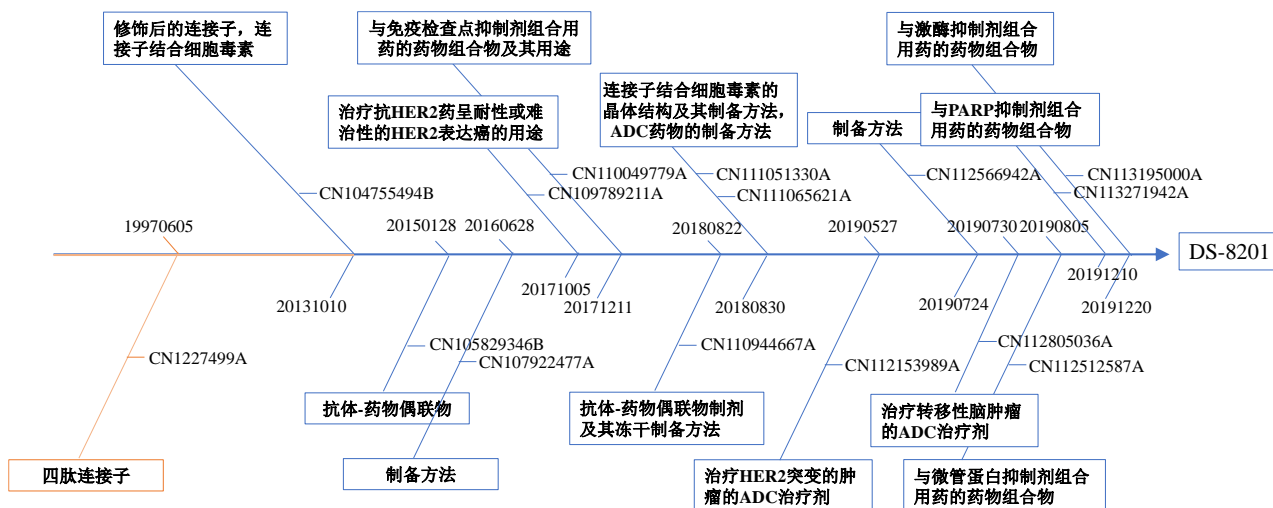 修饰后的连接子，连
接子结合细胞毒素
与免疫检查点抑制剂组合用
药的药物组合物及其用途
与激酶抑制剂组合
用药的药物组合物
治疗抗HER2药呈耐性或难
治性的HER2表达癌的用途
连接子结合细胞毒素的
晶体结构及其制备方法，
ADC药物的制备方法
制备方法
与PARP抑制剂组合
用药的药物组合物
CN104755494B
CN110049779A
CN109789211A
CN111051330A
CN111065621A
CN112566942A
CN113195000A
CN113271942A
19970605
20150128
20160628
20180822
20190527
20190730
20190805
DS-8201
20131010
20171005
20171211
20180830
20190724
20191210
20191220
CN1227499A
CN105829346B
CN107922477A
CN110944667A
CN112153989A
CN112805036A
CN112512587A
抗体-药物偶联物
抗体-药物偶联物制剂
及其冻干制备方法
治疗转移性脑肿瘤
的ADC治疗剂
四肽连接子
制备方法
治疗HER2突变的肿
瘤的ADC治疗剂
与微管蛋白抑制剂组合
用药的药物组合物